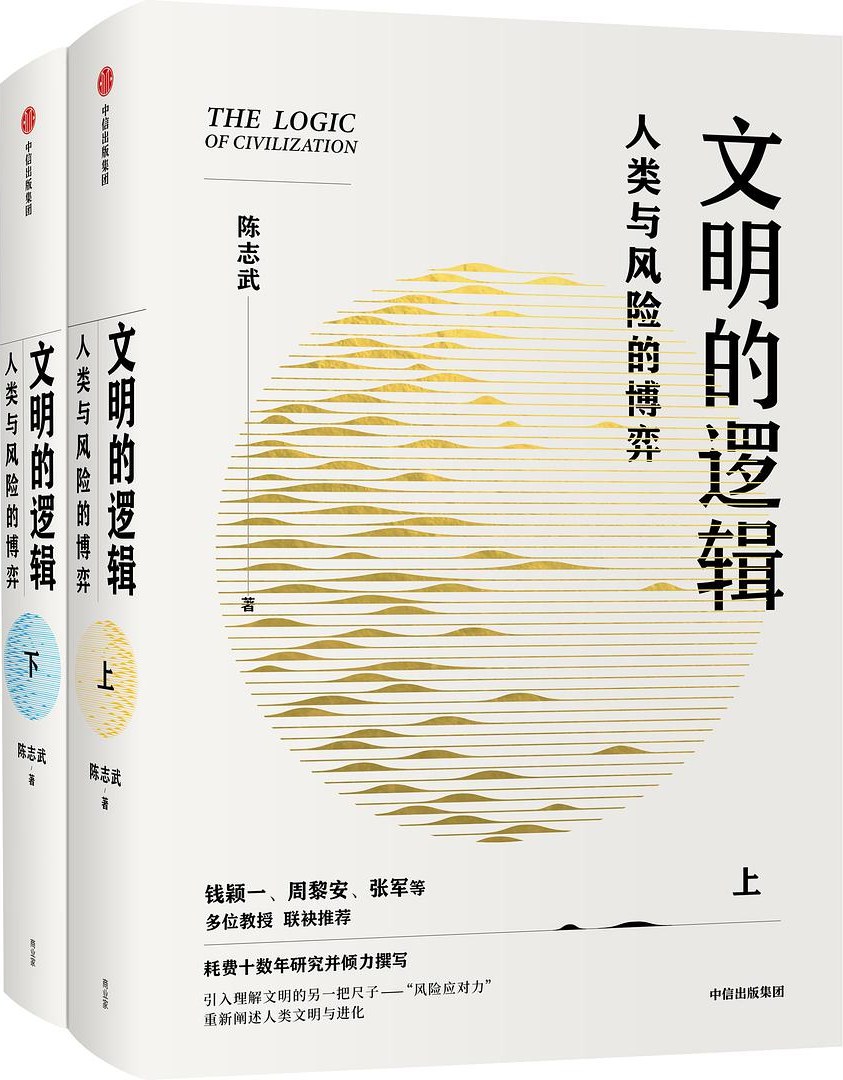 THE LOGIC
OF CIVILIZATION
文明的逻辑
人类与风险的博弈
陈志武
著
钱颖一、周黎安、张军等
多位教授 联袂推荐
耗费十数年研究并倾力撰写
引入理解文明的另一把尺子——“风险应对力”
重新阐述人类文明与进化
上
中信出版集团
中信出版集团
文明的逻辑
人类与风险的博弈
上
陈志武/著
商业家
中信出版集团
文明的逻辑
人类与风险的博弈
下
陈志武/著
商业家